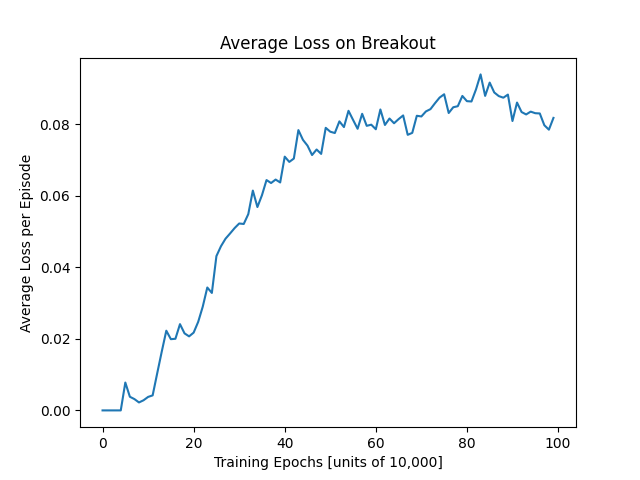 Average Loss on Breakout
Average Loss per Episode
0.08
0.06
0.04
0.02
0.00
0 20 40 60 80 100
Training Epochs [units of 10,000]